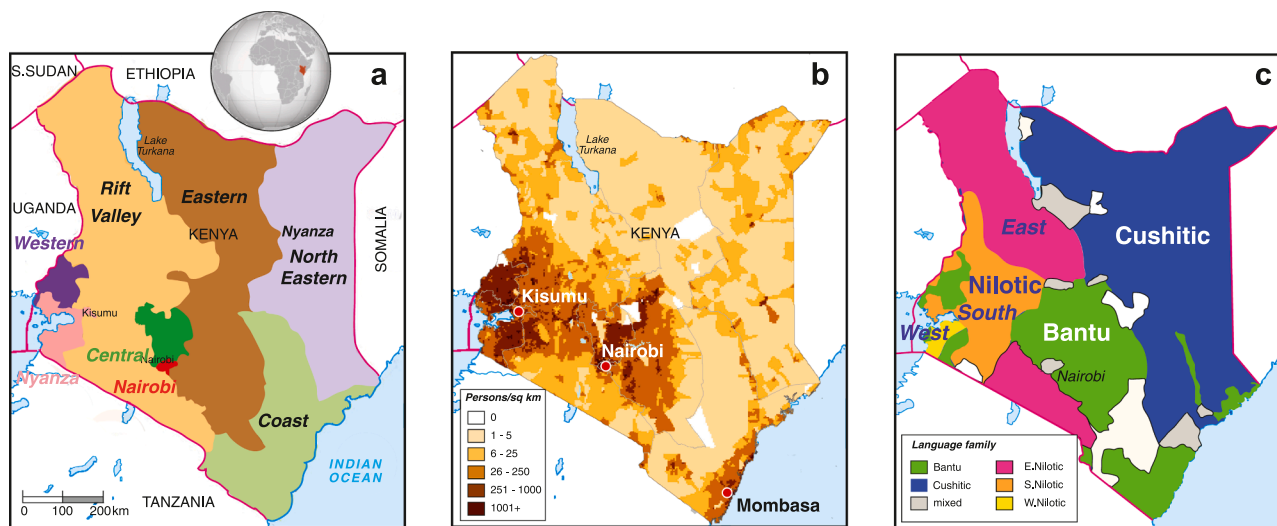 a
S.SUDAN
ETHIOPIA
Lake
Turkana
Rift
Valley
Eastern
UGANDA
KENYA
Nyanza
North
Eastern
SOMALIA
Western
Kisumu
Central
Nairobi
Nyanza
Nairobi
Coast
INDIAN
OCEAN
TANZANIA
0 100 200 km
b
Lake
Turkana
KENYA
Kisumu
Nairobi
Persons/sq km
0
1 - 5
6 - 25
26 - 250
251 - 1000
1001+
Mombasa
c
East
Cushitic
Nilotic
South
West
Bantu
Nairobi
Language family
Bantu
E.Nilotic
Cushitic
S.Nilotic
mixed
W.Nilotic